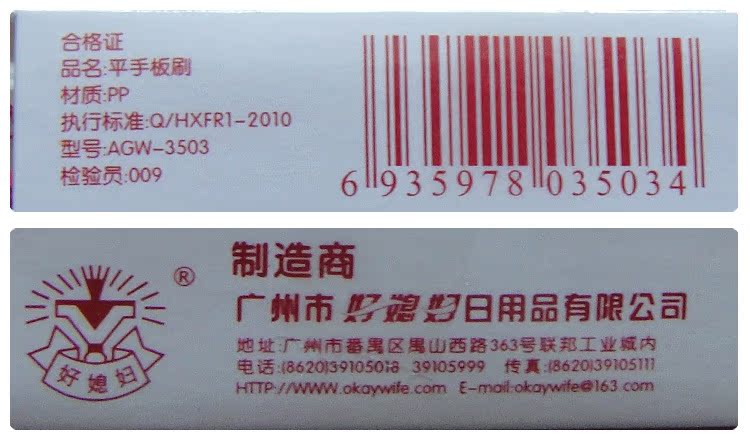 合格证
品名:平手板刷
材质:PP
执行标准:Q/HXFR1-2010
型号:AGW-3503
检验员:009
6 935978 035034
制造商
®
广州市好媳妇日用品有限公司
好媳妇
地址:广州市番禺区禺山西路363号联邦工业城内
电话:(8620)39105018 39105999 传真:(8620)39105111
HTTP://WWW.okaywife.com E-mail:okaywife@163.com